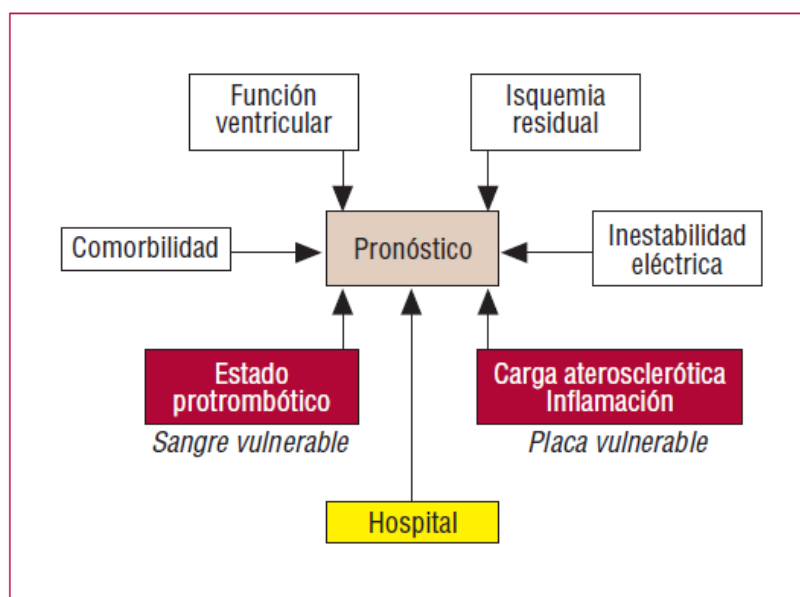 Función
ventricular
Isquemia
residual
Comorbilidad
Pronóstico
Inestabilidad
eléctrica
Estado
protrombótico
Sangre vulnerable
Carga aterosclerótica
Inflamación
Placa vulnerable
Hospital